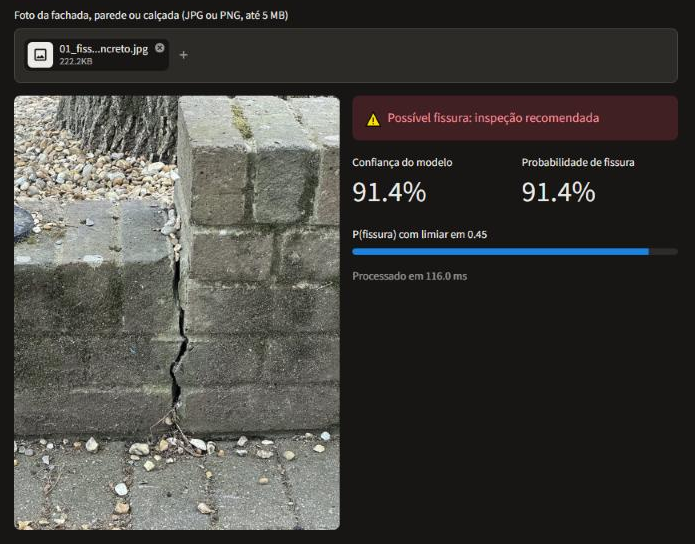 Foto da fachada, parede ou calçada (JPG ou PNG, até 5 MB)
01_fiss...ncreto.jpg
222.2KB
Possível fissura: inspeção recomendada
Confiança do modelo
91.4%
Probabilidade de fissura
91.4%
P(fissura) com limiar em 0.45
Processado em 116.0 ms